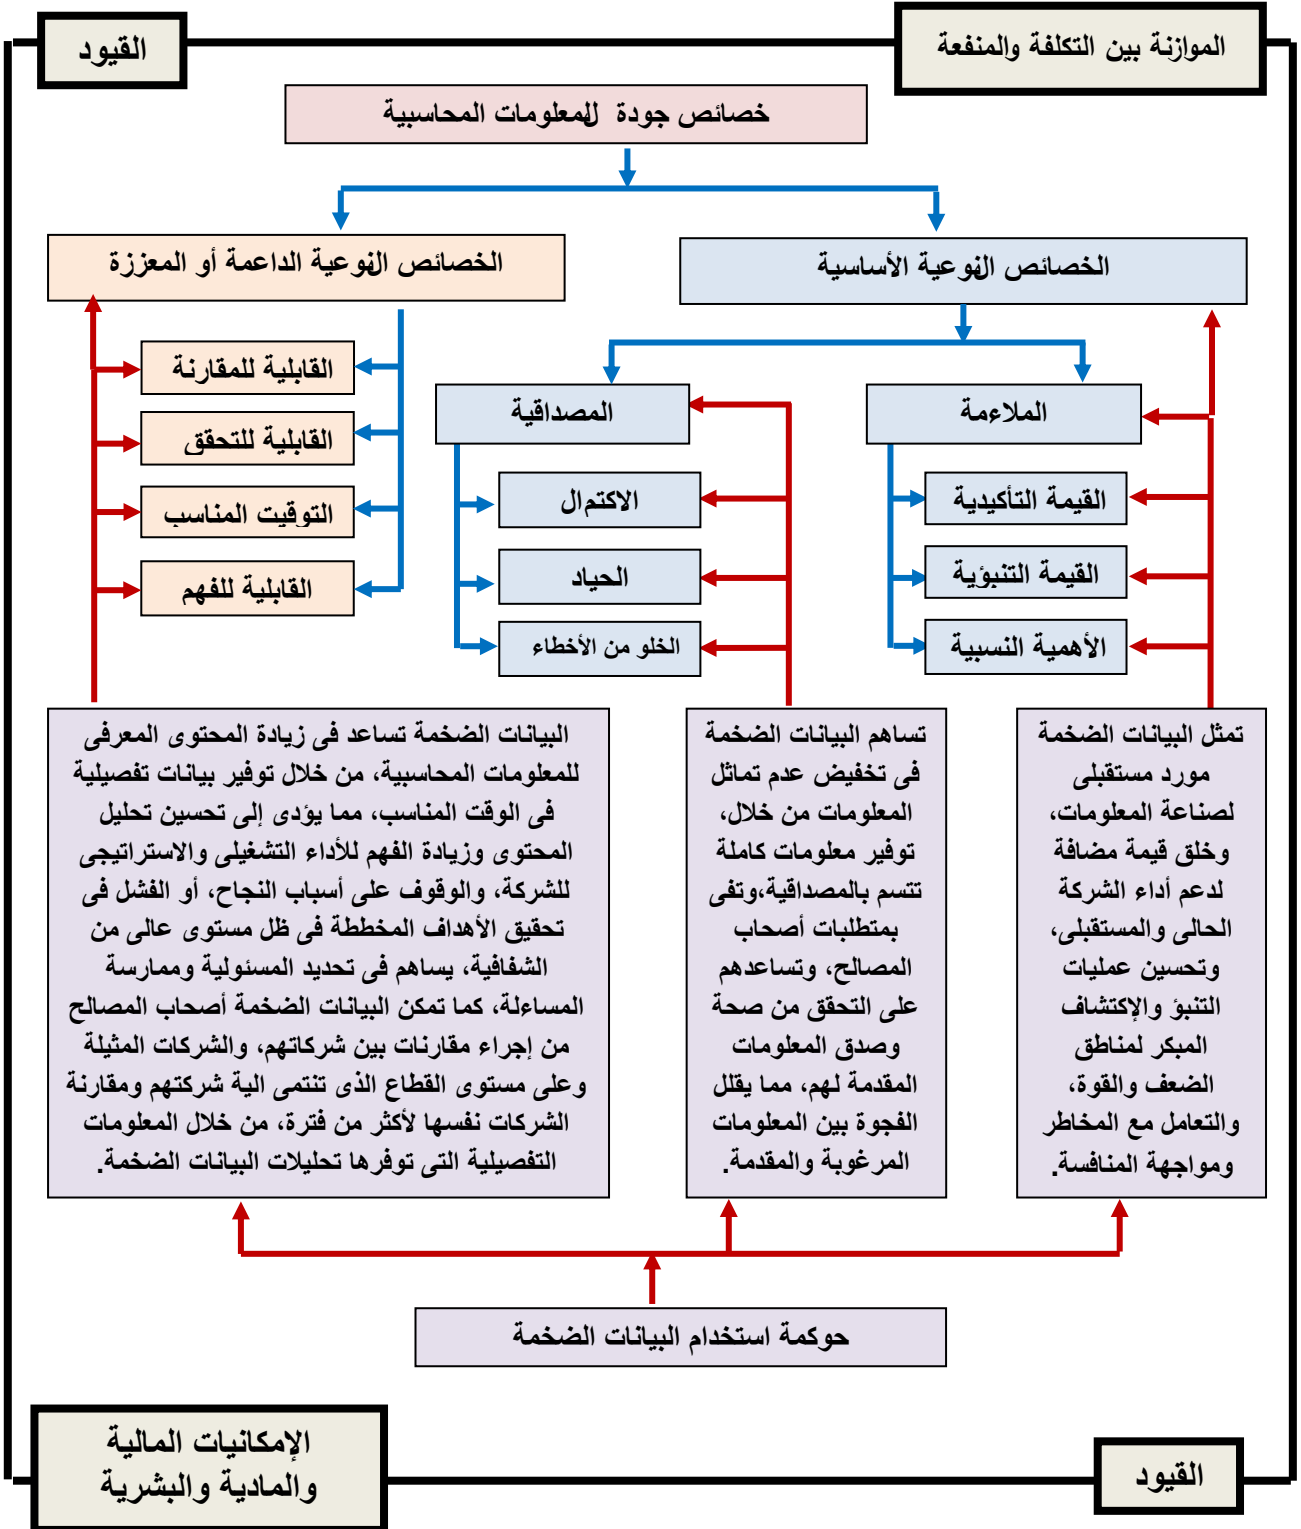 الموازنة بين التكلفة والمنفعة
القيود
خصائص جودة المعلومات المحاسبية
الخصائص النوعية الأساسية
الخصائص النوعية الداعمة أو المعززة
الملاءمة
القيمة التأكيدية
القيمة التنبؤية
الأهمية النسبية
المصداقية
الاكتمال
الحياد
الخلو من الأخطاء
القابلية للمقارنة
القابلية للتحقق
التوقيت المناسب
القابلية للفهم
تمثل البيانات الضخمة
مورد مستقبلى
لصناعة المعلومات،
وخلق قيمة مضافة
لدعم أداء الشركة
الحالى والمستقبلى،
وتحسين عمليات
التنبؤ والإكتشاف
المبكر لمناطق
الضعف والقوة،
والتعامل مع المخاطر
ومواجهة المنافسة.
تساهم البيانات الضخمة
فى تخفيض عدم تماثل
المعلومات من خلال،
توفير معلومات كاملة
تتسم بالمصداقية،وتفى
بمتطلبات أصحاب
المصالح، وتساعدهم
على التحقق من صحة
وصدق المعلومات
المقدمة لهم، مما يقلل
الفجوة بين المعلومات
المرغوبة والمقدمة.
البيانات الضخمة تساعد فى زيادة المحتوى المعرفى
للمعلومات المحاسبية، من خلال توفير بيانات تفصيلية
فى الوقت المناسب، مما يؤدى إلى تحسين تحليل
المحتوى وزيادة الفهم للأداء التشغيلى والاستراتيجى
للشركة، والوقوف على أسباب النجاح، أو الفشل فى
تحقيق الأهداف المخططة فى ظل مستوى عالى من
الشفافية، يساهم فى تحديد المسئولية وممارسة
المساءلة، كما تمكن البيانات الضخمة أصحاب المصالح
من إجراء مقارنات بين شركاتهم، والشركات المثيلة
وعلى مستوى القطاع الذى تنتمى الية شركتهم ومقارنة
الشركات نفسها لأكثر من فترة، من خلال المعلومات
التفصيلية التى توفرها تحليلات البيانات الضخمة.
حوكمة استخدام البيانات الضخمة
القيود
الإمكانيات المالية
والمادية والبشرية